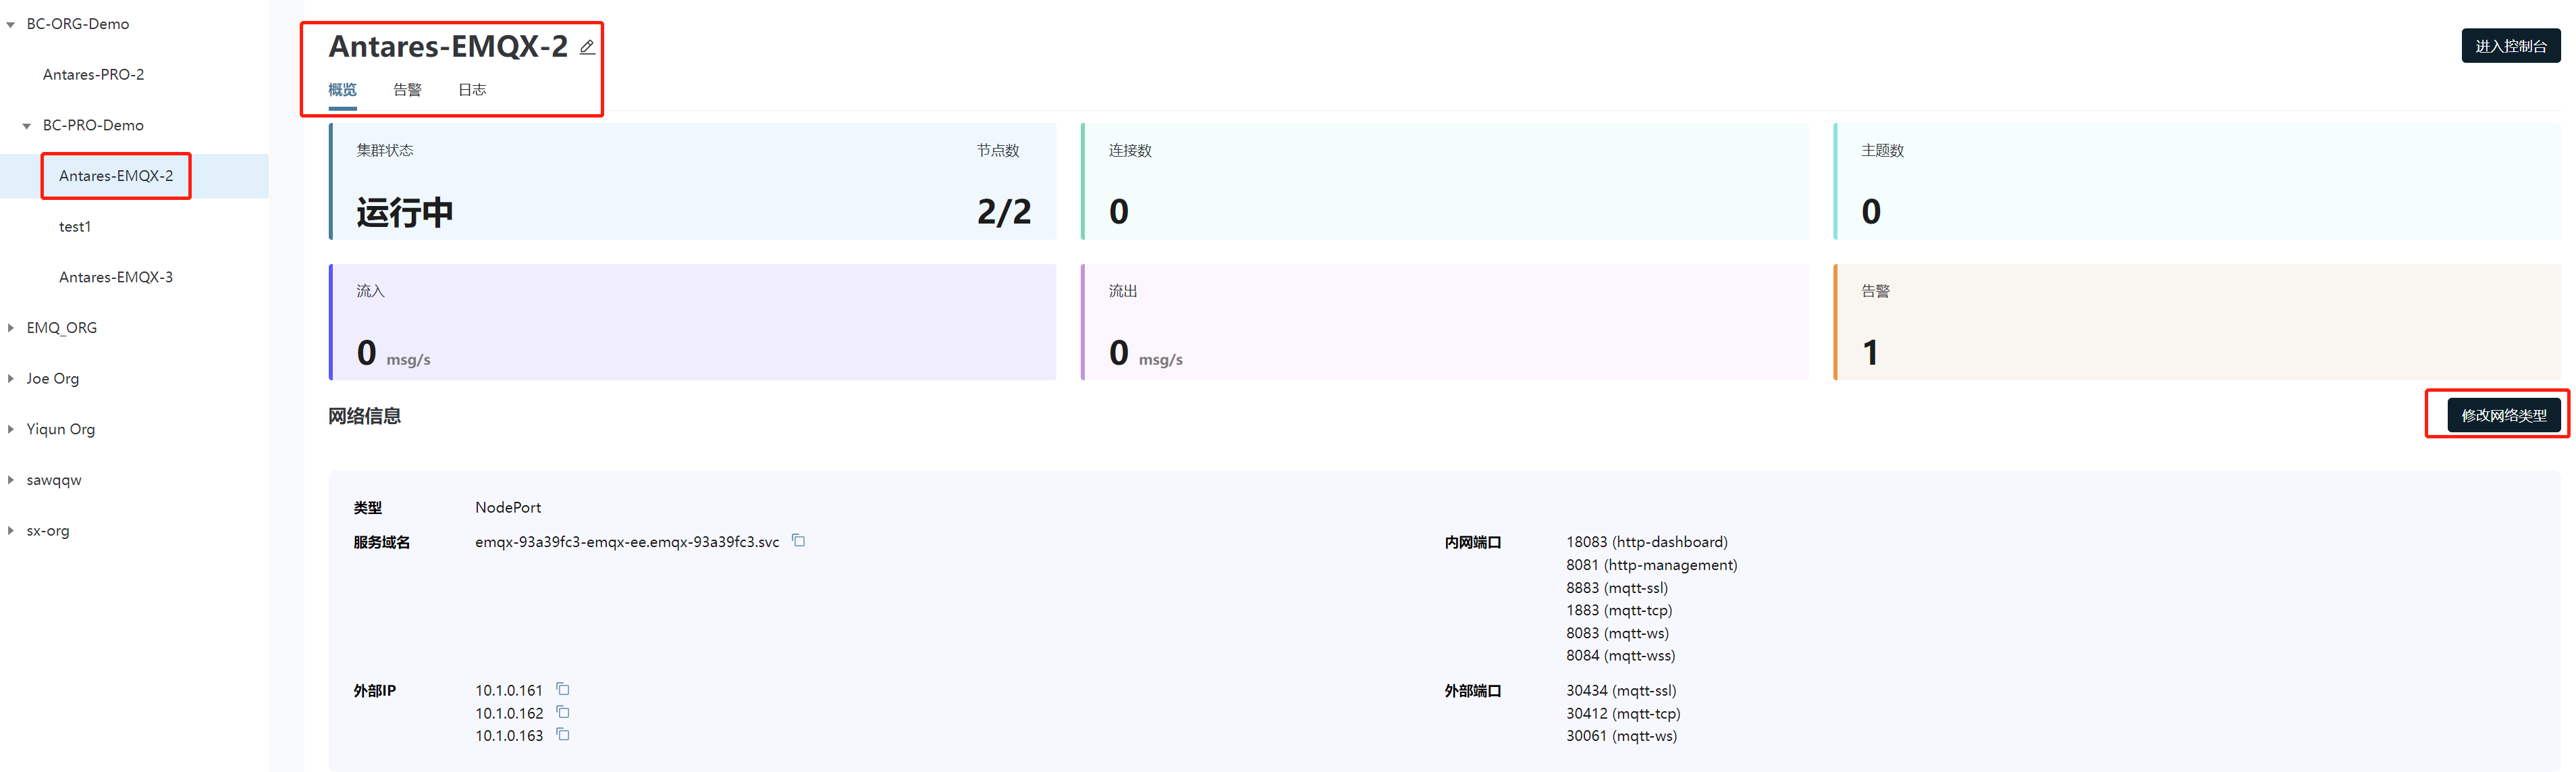 BC-ORG-Demo
Antares-PRO-2
BC-PRO-Demo
Antares-EMQX-2
test1
Antares-EMQX-3
EMQ_ORG
Joe Org
Yiqun Org
sawqqw
sx-org
Antares-EMQX-2
进入控制台
概览 告警 日志
集群状态 节点数
运行中 2/2
连接数
0
主题数
0
流入
0 msg/s
流出
0 msg/s
告警
1
网络信息
修改网络类型
类型 NodePort
服务域名 emqx-93a39fc3-emqx-ee.emqx-93a39fc3.svc
内网端口 18083 (http-dashboard)
8081 (http-management)
8883 (mqtt-ssl)
1883 (mqtt-tcp)
8083 (mqtt-ws)
8084 (mqtt-wss)
外部IP 10.1.0.161
10.1.0.162
10.1.0.163
外部端口 30434 (mqtt-ssl)
30412 (mqtt-tcp)
30061 (mqtt-ws)